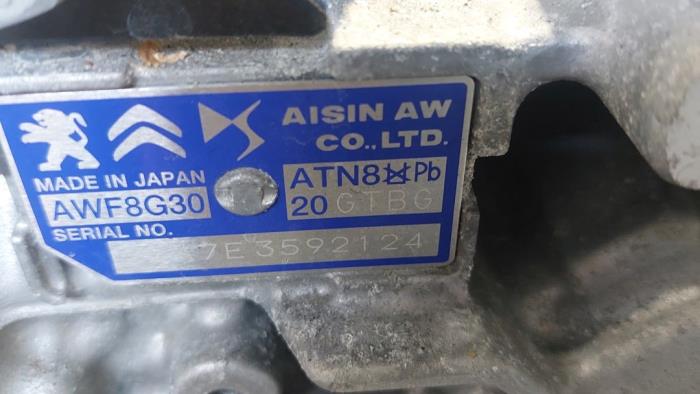 AISIN AW
CO., LTD.
MADE IN JAPAN
AWF8G30
ATN8 Pb
20 GTBG
SERIAL NO.
7E3592124